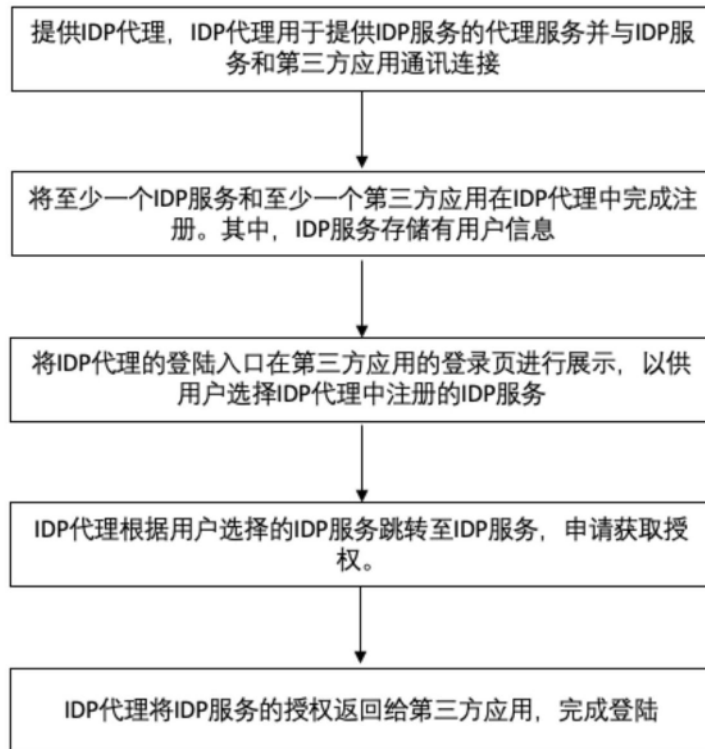 提供IDP代理，IDP代理用于提供IDP服务的代理服务并与IDP服
务和第三方应用通讯连接
将至少一个IDP服务和至少一个第三方应用在IDP代理中完成注
册。其中，IDP服务存储有用户信息
将IDP代理的登陆入口在第三方应用的登录页进行展示，以供
用户选择IDP代理中注册的IDP服务
IDP代理根据用户选择的IDP服务跳转至IDP服务，申请获取授
权。
IDP代理将IDP服务的授权返回给第三方应用，完成登陆